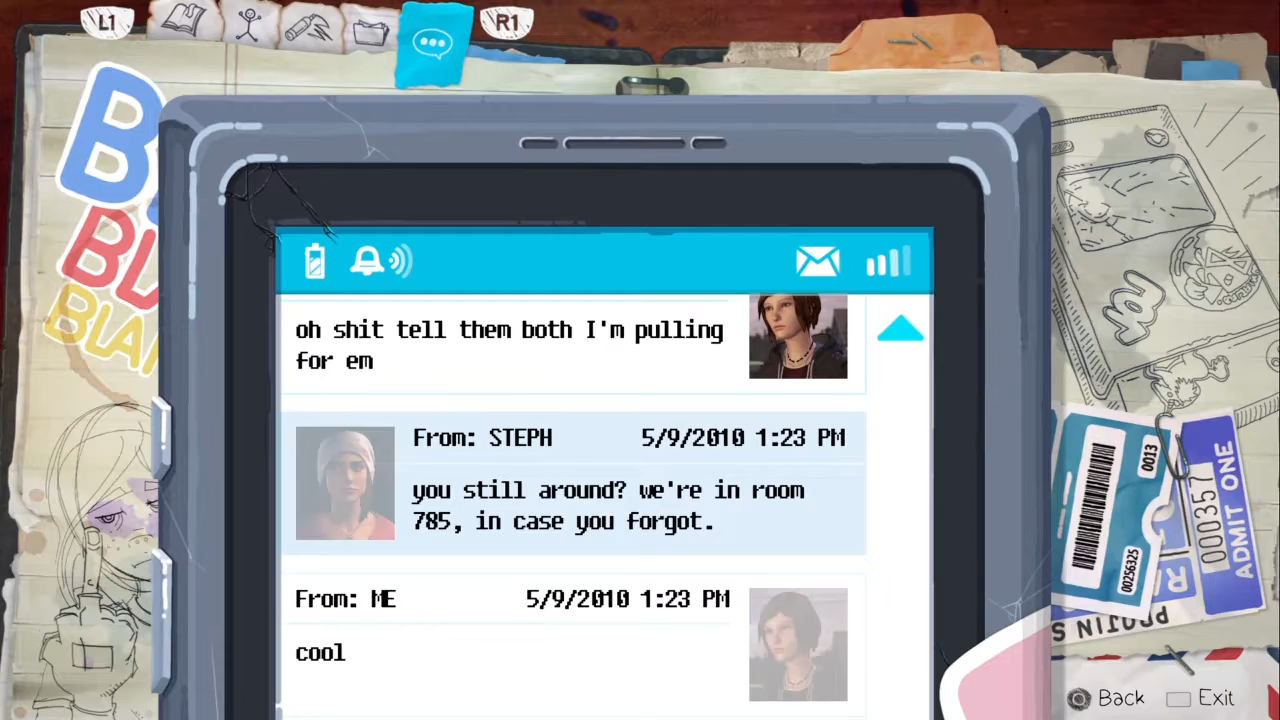 L1
R1
oh shit tell them both I'm pulling
for em
From: STEPH 5/9/2010 1:23 PM
you still around? we're in room
785, in case you forgot.
From: ME 5/9/2010 1:23 PM
cool
0013
00256325
000357
ADMIT ONE
Back
Exit